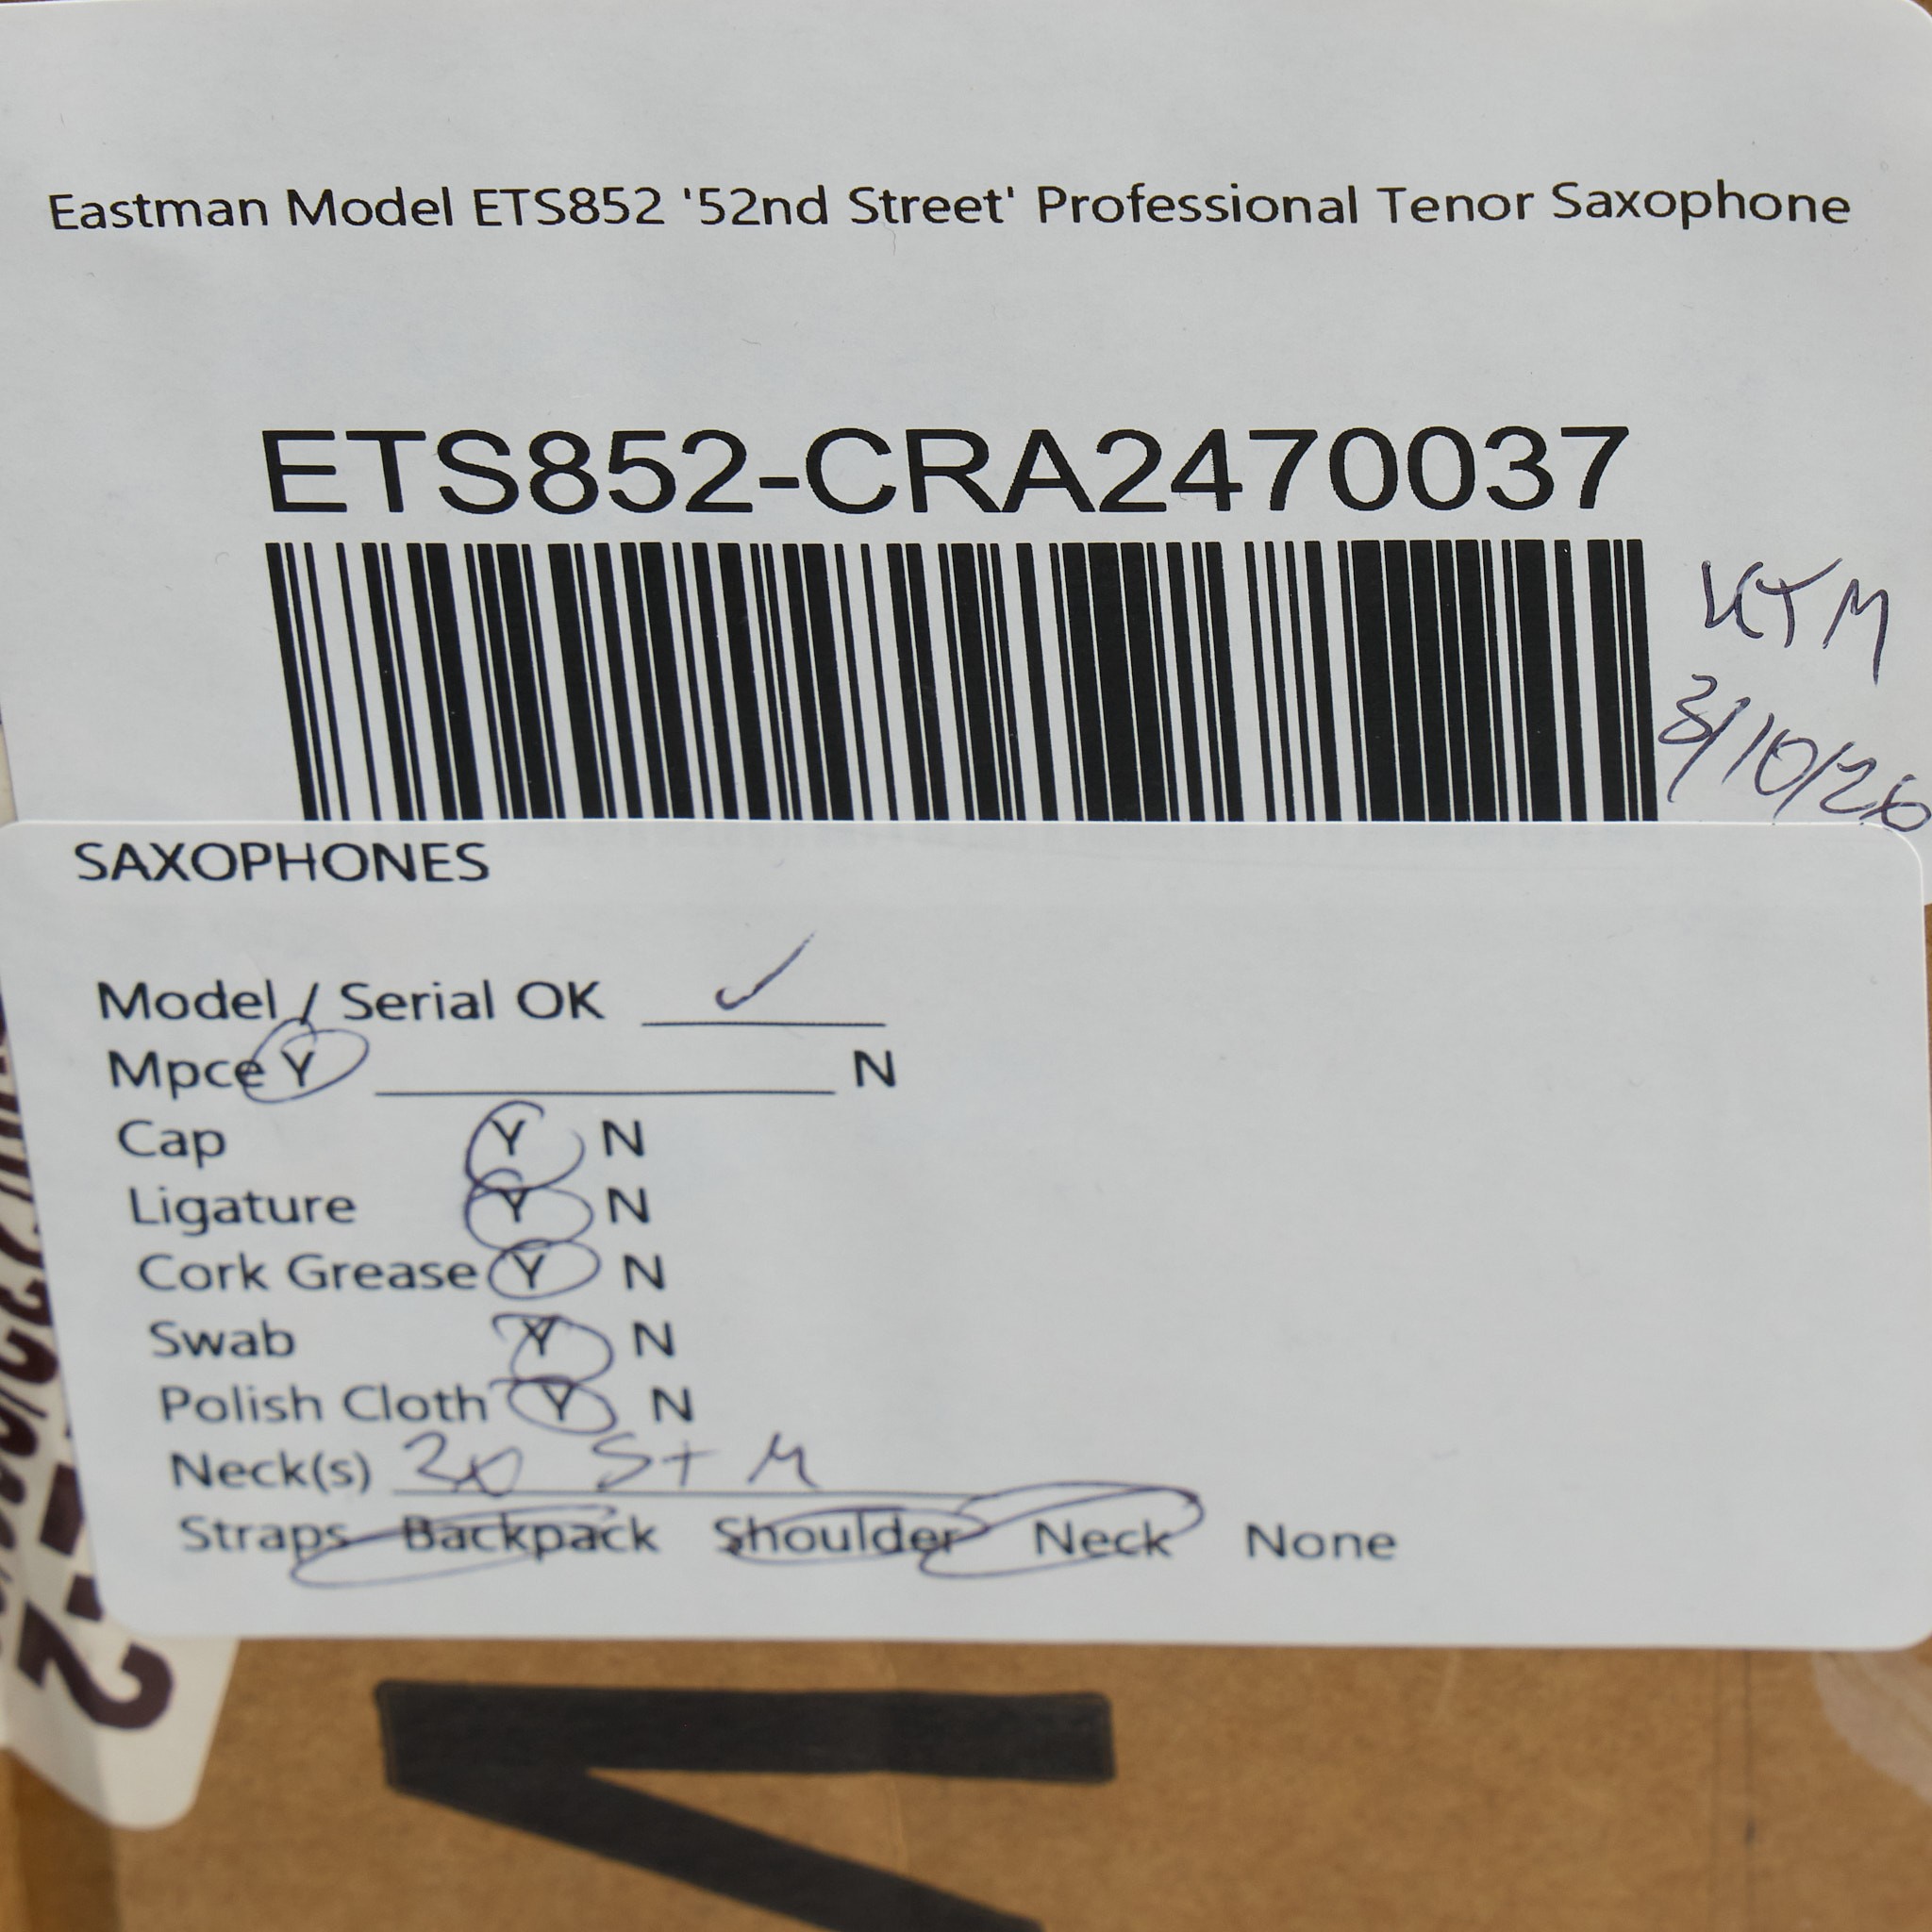 Eastman Model ETS852 '52nd Street' Professional Tenor Saxophone
ETS852-CRA2470037
KTM
3/10/26
SAXOPHONES
Model / Serial OK ✓
Mpce Y N
Cap Y N
Ligature Y N
Cork Grease Y N
Swab Y N
Polish Cloth Y N
Neck(s) 2x S+M
Straps Backpack Shoulder Neck None
2